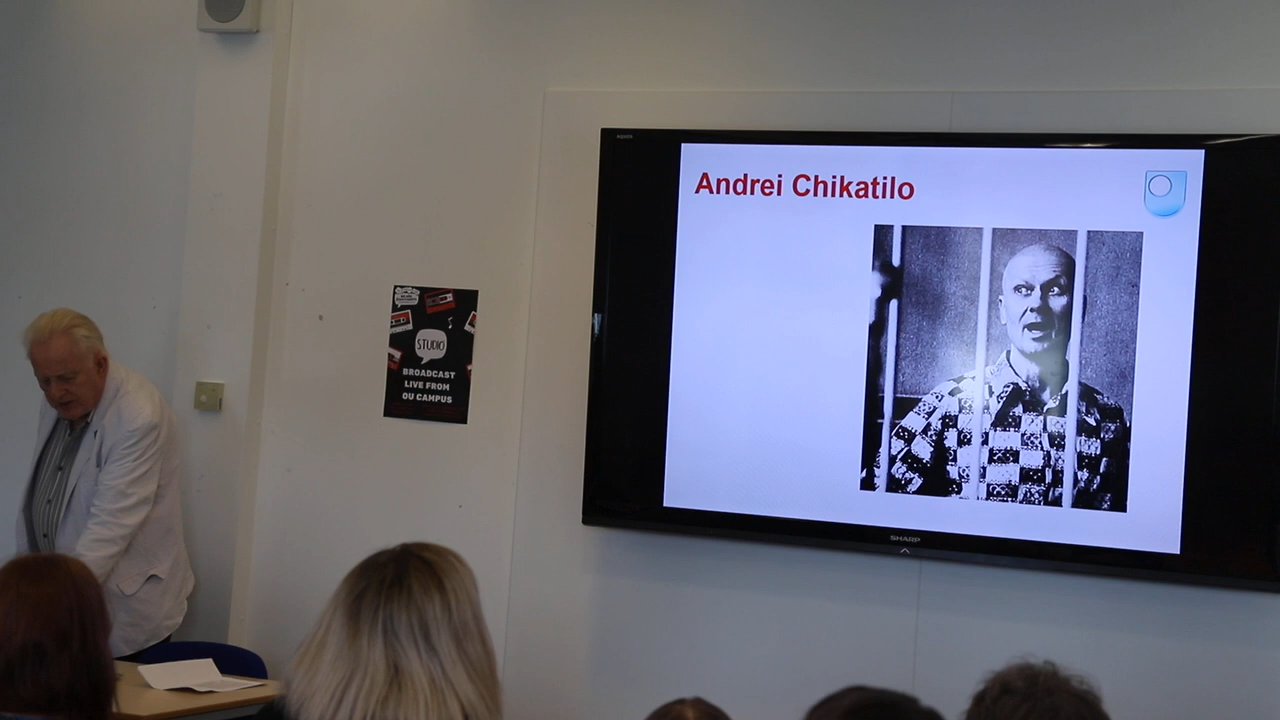 Andrei Chikatilo
STUDIO
BROADCAST
LIVE FROM
OU CAMPUS
SHARP